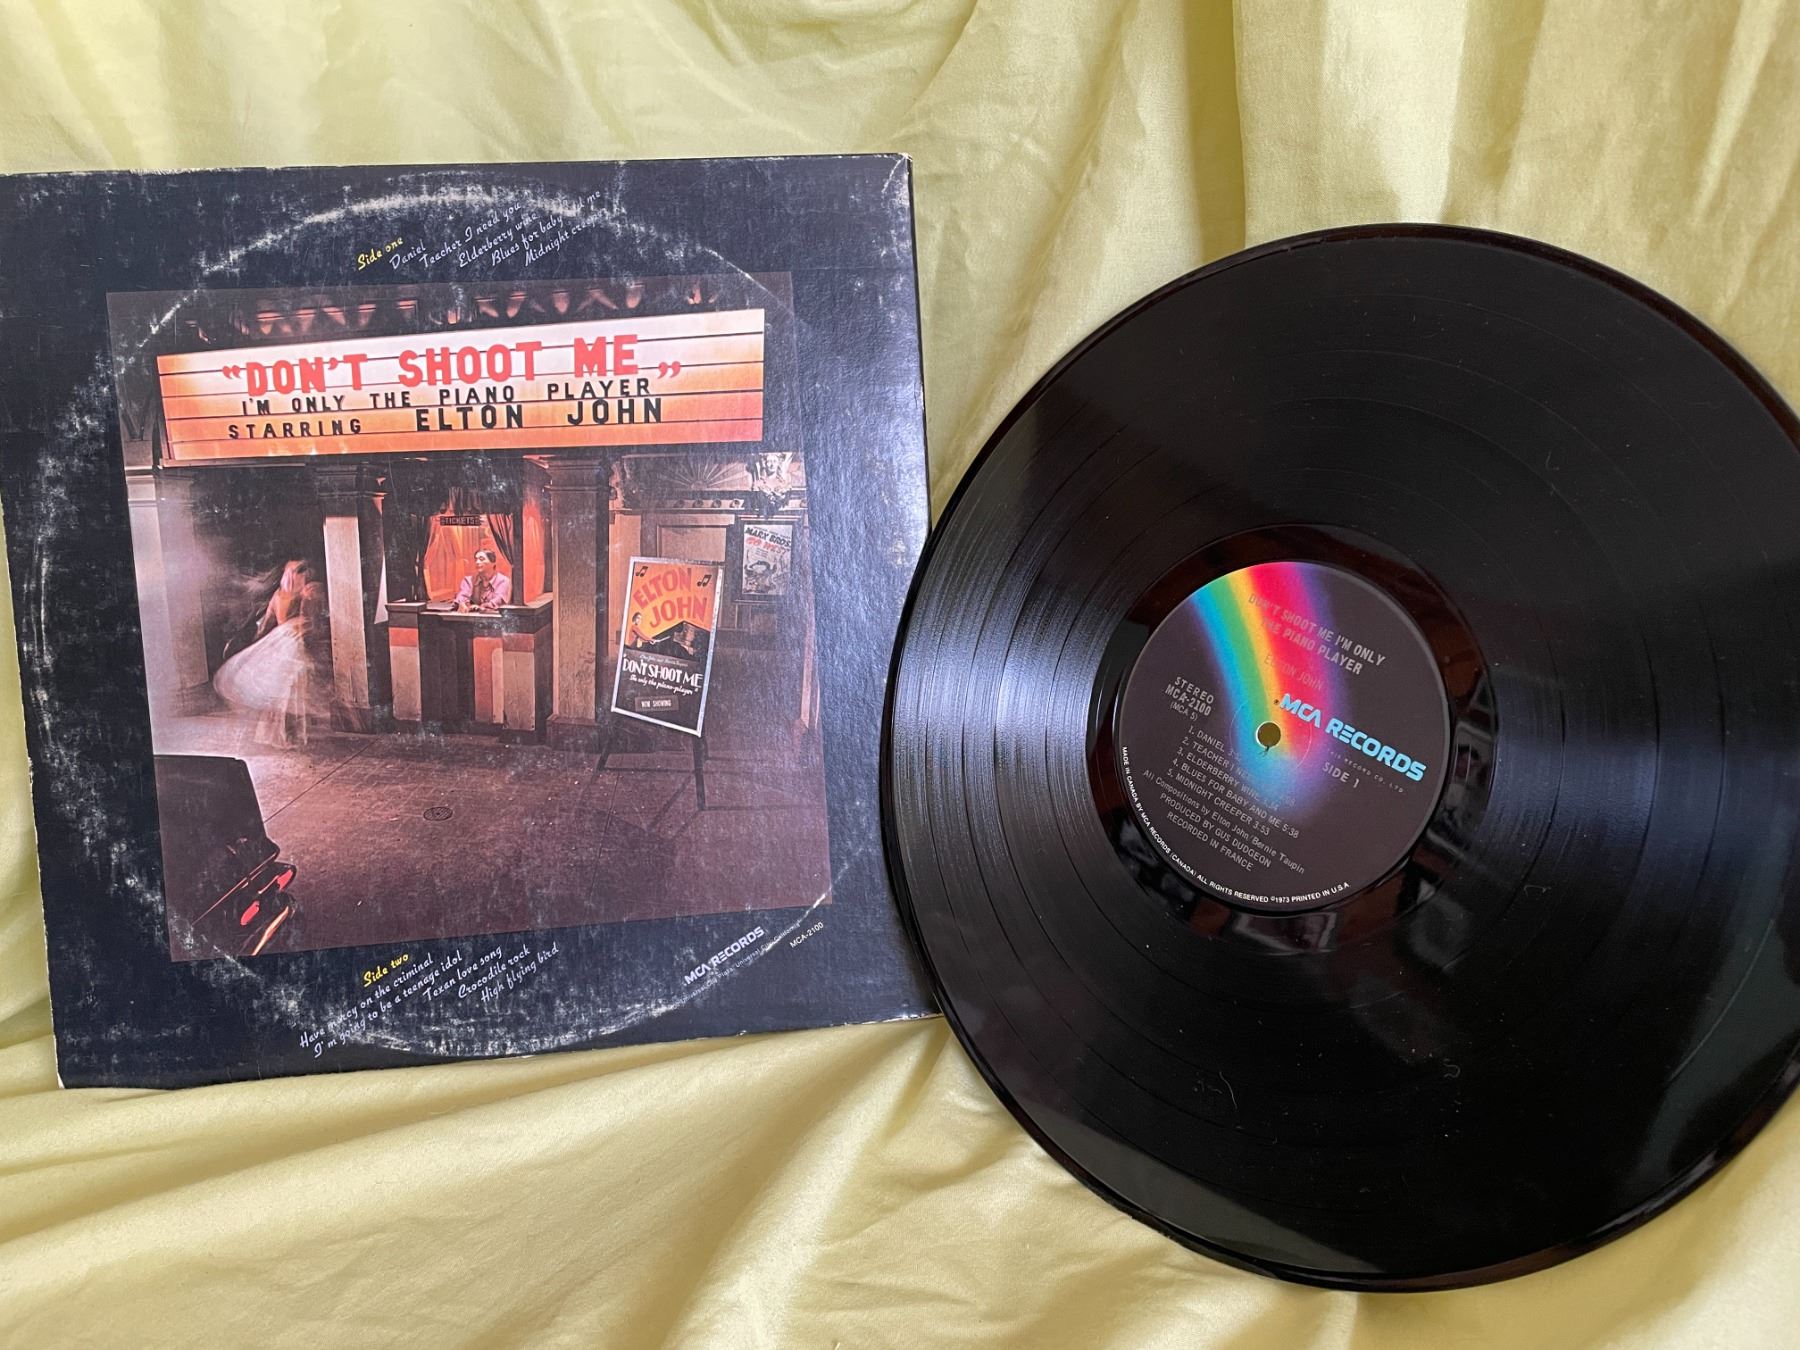 Side one
Daniel
Teacher I need you
Elderberry wine
Blues for baby and me
Midnight creeper
"DON'T SHOOT ME"
I'M ONLY THE PIANO PLAYER
STARRING ELTON JOHN
TICKETS
MARX BROS.
GO WEST
ELTON
JOHN
DON'T SHOOT ME
I'm only the piano-player
NOW SHOWING
Side two
Have mercy on the criminal
I'm going to be a teenage idol
Texan love song
Crocodile rock
High flying bird
MCA RECORDS
MCA-2100
DON'T SHOOT ME I'M ONLY
THE PIANO PLAYER
ELTON JOHN
STEREO
MCA-2100
(MCA 5)
MCA RECORDS
SIDE 1
1. DANIEL
2. TEACHER I NEED
3. ELDERBERRY WINE
4. BLUES FOR BABY AND ME 5:38
5. MIDNIGHT CREEPER 3.53
All Compositions by Elton John/Bernie Taupin
PRODUCED BY GUS DUDGEON
RECORDED IN FRANCE
MADE IN CANADA BY MCA RECORDS (CANADA) ALL RIGHTS RESERVED ©1973 PRINTED IN U.S.A